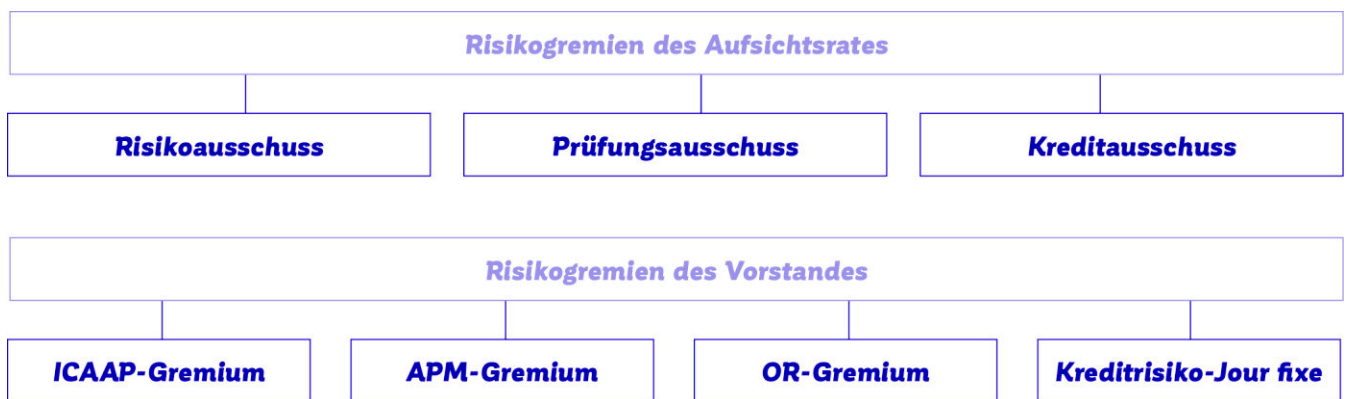 Risikogremien des Aufsichtsrates
Risikoausschuss
Prüfungsausschuss
Kreditausschuss
Risikogremien des Vorstandes
ICAAP-Gremium
APM-Gremium
OR-Gremium
Kreditrisiko-Jour fixe